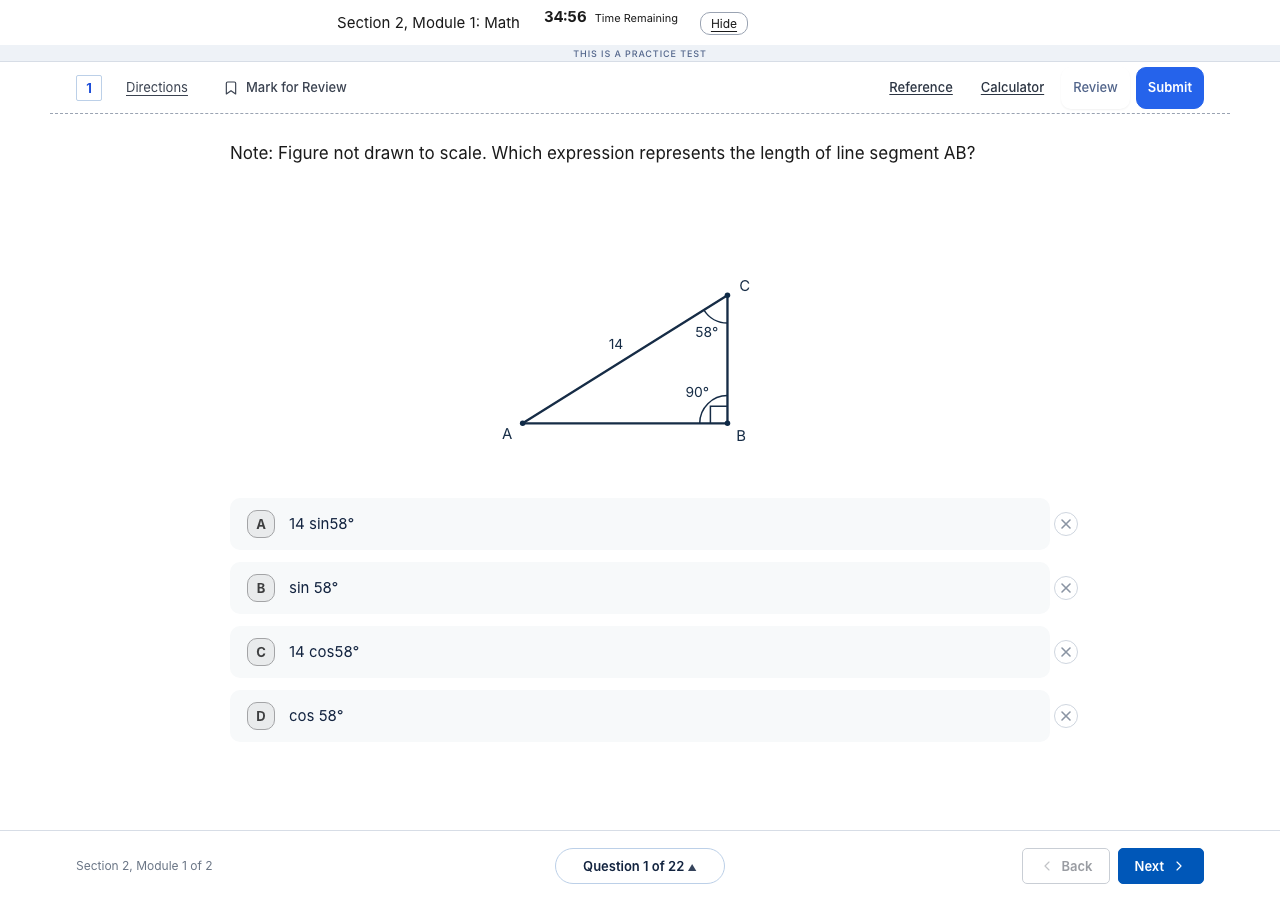 Section 2, Module 1: Math
34:56 Time Remaining
Hide
THIS IS A PRACTICE TEST
1
Directions
Mark for Review
Reference
Calculator
Review
Submit
Note: Figure not drawn to scale. Which expression represents the length of line segment AB?
C
58°
14
90°
A
B
A 14 sin58°
B sin 58°
C 14 cos58°
D cos 58°
Section 2, Module 1 of 2
Question 1 of 22
Back
Next